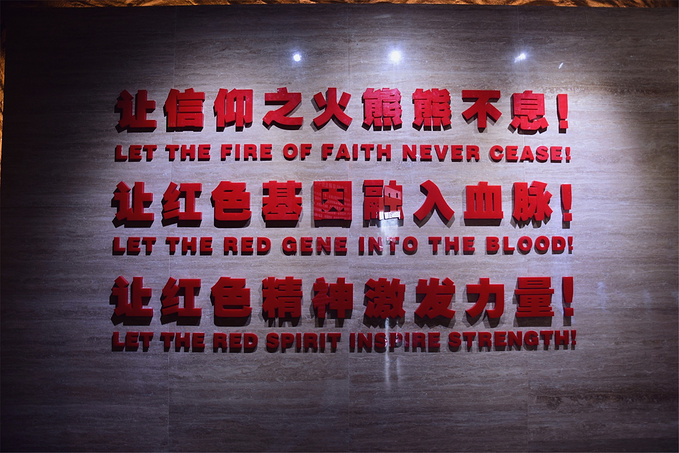 让信仰之火熊熊不息!
LET THE FIRE OF FAITH NEVER CEASE!
让红色基因融入血脉!
LET THE RED GENE INTO THE BLOOD!
让红色精神激发力量!
LET THE RED SPIRIT INSPIRE STRENGTH!